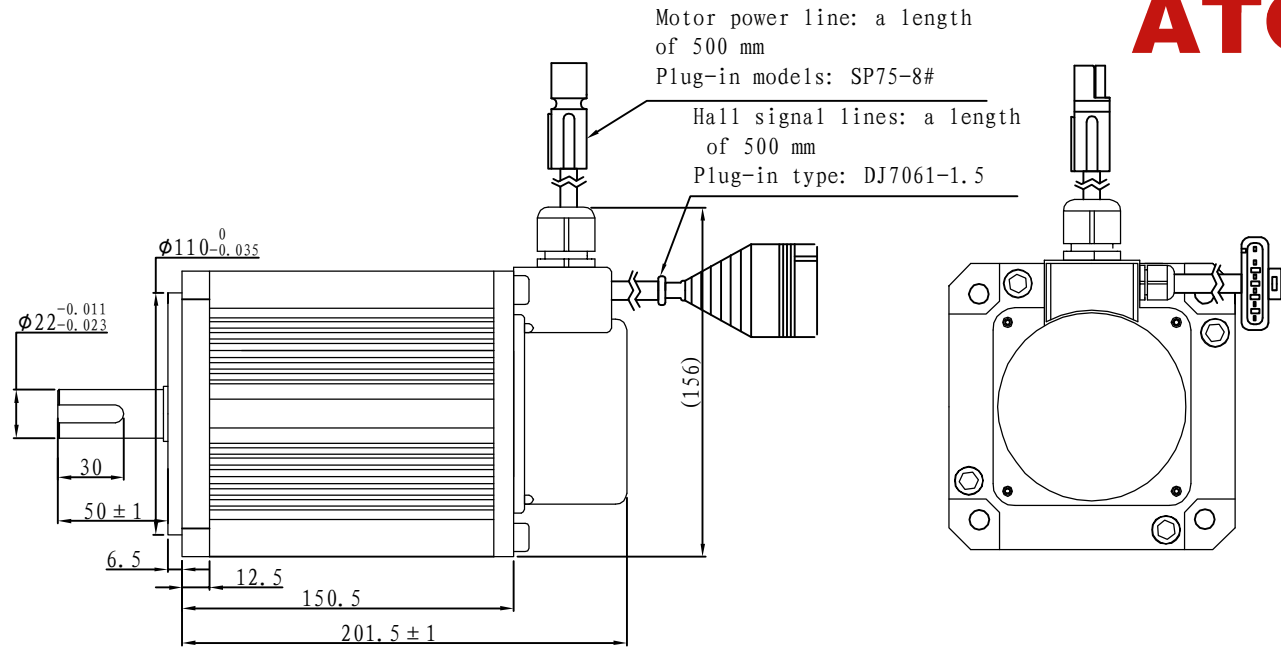 Motor power line: a length
of 500 mm
Plug-in models: SP75-8#
Hall signal lines: a length
of 500 mm
Plug-in type: DJ7061-1.5
ϕ110 0 -0.035
ϕ22 -0.011 -0.023
(156)
30
50±1
6.5
12.5
150.5
201.5±1